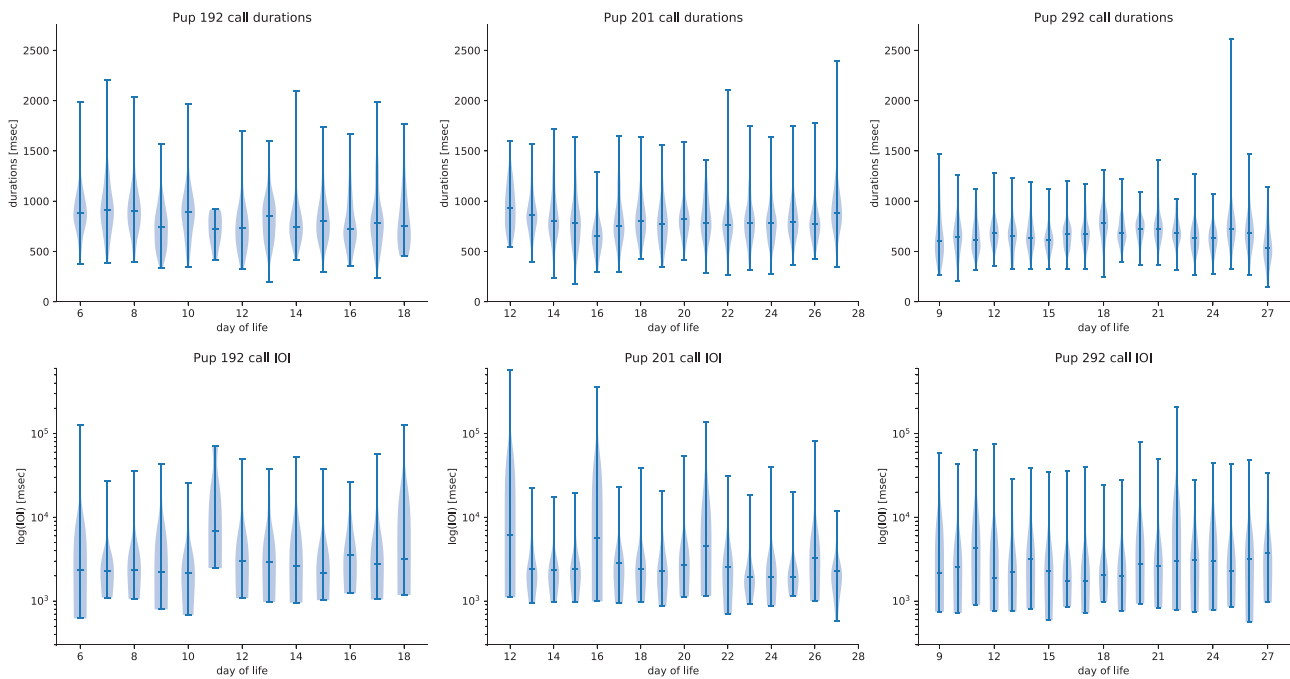 Pup 192 call durations
durations [msec]
2500
2000
1500
1000
500
0
6 8 10 12 14 16 18
day of life
Pup 201 call durations
durations [msec]
2500
2000
1500
1000
500
0
12 14 16 18 20 22 24 26 28
day of life
Pup 292 call durations
durations [msec]
2500
2000
1500
1000
500
0
9 12 15 18 21 24 27
day of life
Pup 192 call IOI
log(IOI) [msec]
10⁵
10⁴
10³
6 8 10 12 14 16 18
day of life
Pup 201 call IOI
log(IOI) [msec]
10⁵
10⁴
10³
12 14 16 18 20 22 24 26 28
day of life
Pup 292 call IOI
log(IOI) [msec]
10⁵
10⁴
10³
9 12 15 18 21 24 27
day of life